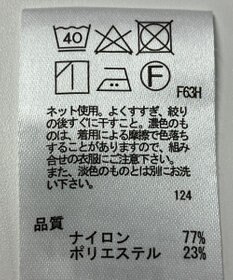 40
F
F63H
ネット使用。よくすすぎ、絞り
の後すぐに干すこと。濃色のも
のは、着用による摩擦で色落ち
することがありますので、組み
合せの衣服にご注意下さい。
また、淡色のものとは別にお洗
い下さい。
124
品質
ナイロン 77%
ポリエステル 23%